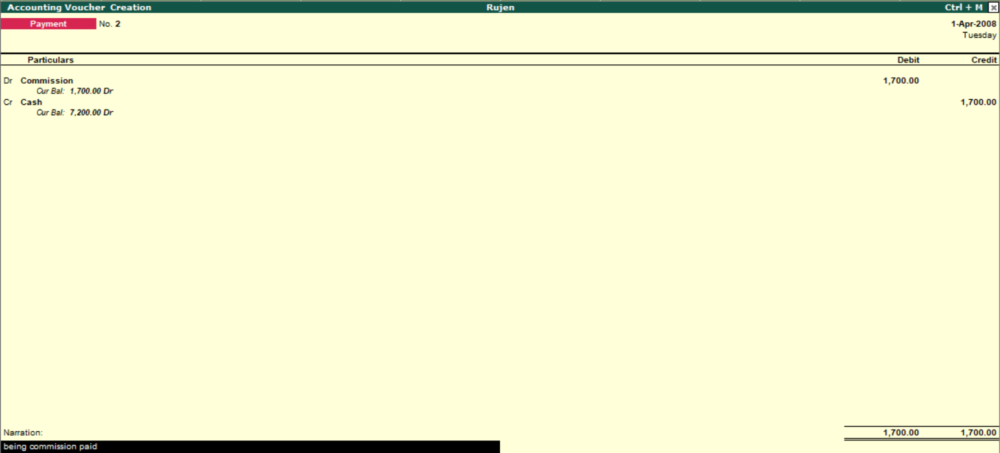 Accounting Voucher Creation Rujen Ctrl + M
Payment No. 2 1-Apr-2008
Tuesday
Particulars Debit Credit
Dr Commission 1,700.00
Cur Bal: 1,700.00 Dr
Cr Cash 1,700.00
Cur Bal: 7,200.00 Dr
Narration: 1,700.00 1,700.00
being commission paid